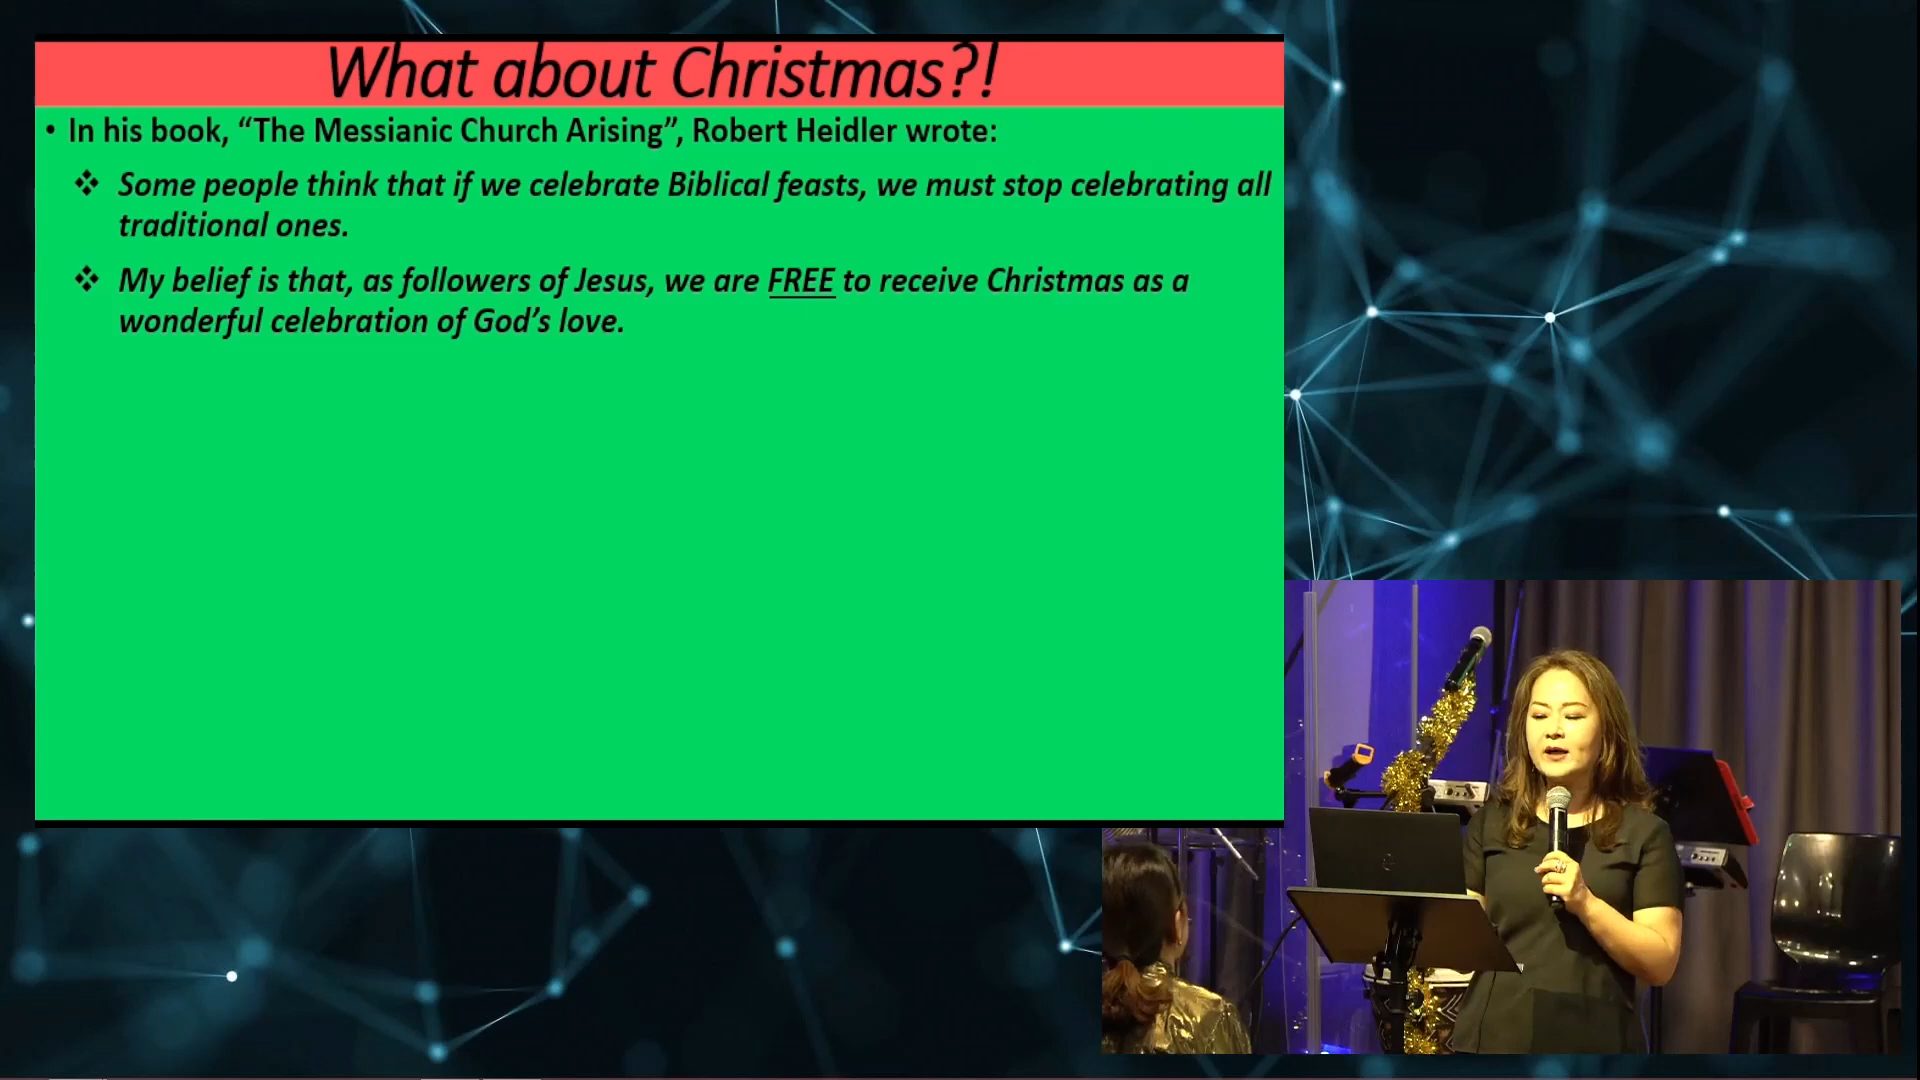 What about Christmas?!
• In his book, “The Messianic Church Arising”, Robert Heidler wrote:
❖ Some people think that if we celebrate Biblical feasts, we must stop celebrating all
traditional ones.
❖ My belief is that, as followers of Jesus, we are FREE to receive Christmas as a
wonderful celebration of God’s love.